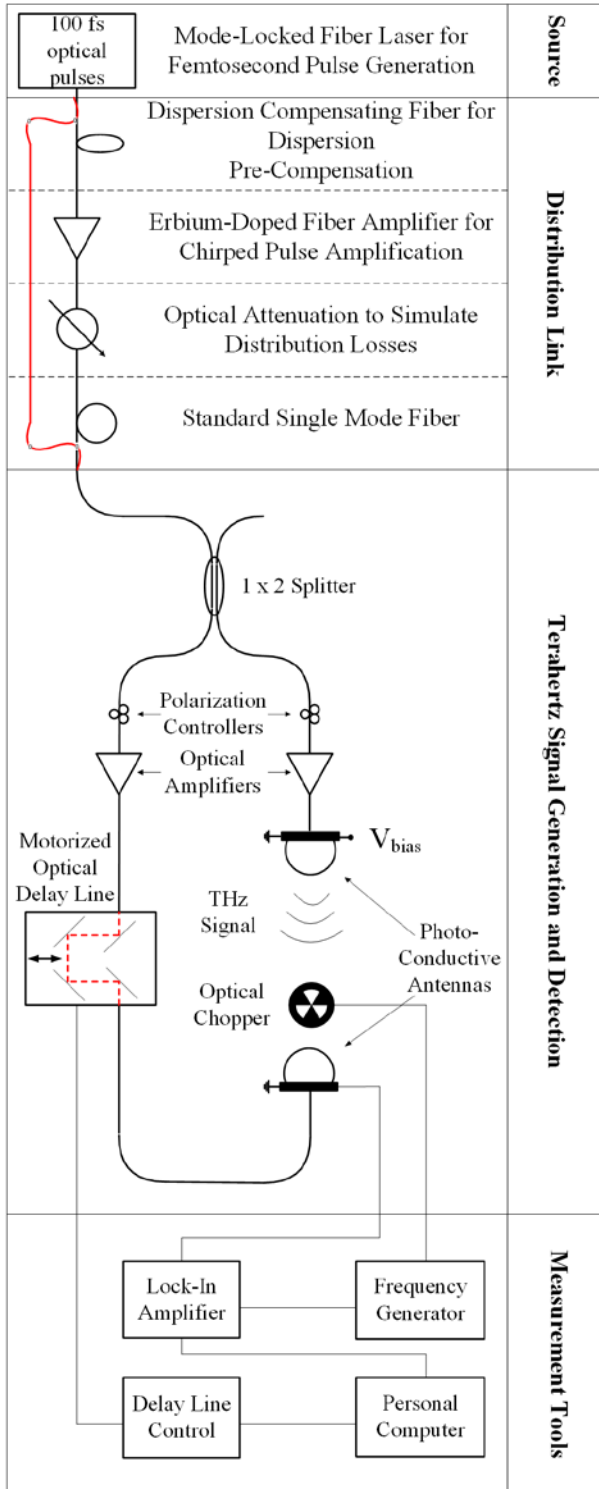 100 fs
optical
pulses
Mode-Locked Fiber Laser for
Femtosecond Pulse Generation
Source
Dispersion Compensating Fiber for
Dispersion
Pre-Compensation
Erbium-Doped Fiber Amplifier for
Chirped Pulse Amplification
Optical Attenuation to Simulate
Distribution Losses
Standard Single Mode Fiber
Distribution Link
1 x 2 Splitter
Polarization
Controllers
Optical
Amplifiers
Motorized
Optical
Delay Line
V_bias
THz
Signal
Photo-
Conductive
Antennas
Optical
Chopper
Terahertz Signal Generation and Detection
Lock-In
Amplifier
Frequency
Generator
Delay Line
Control
Personal
Computer
Measurement Tools